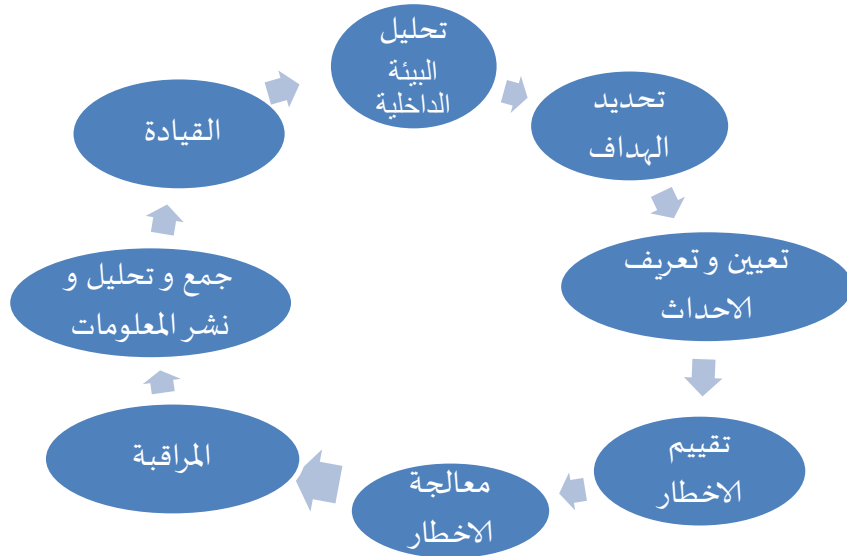 تحليل
البيئة
الداخلية
تحديد
الهداف
تعيين و تعريف
الاحداث
تقييم
الاخطار
معالجة
الاخطار
المراقبة
جمع و تحليل و
نشر المعلومات
القيادة